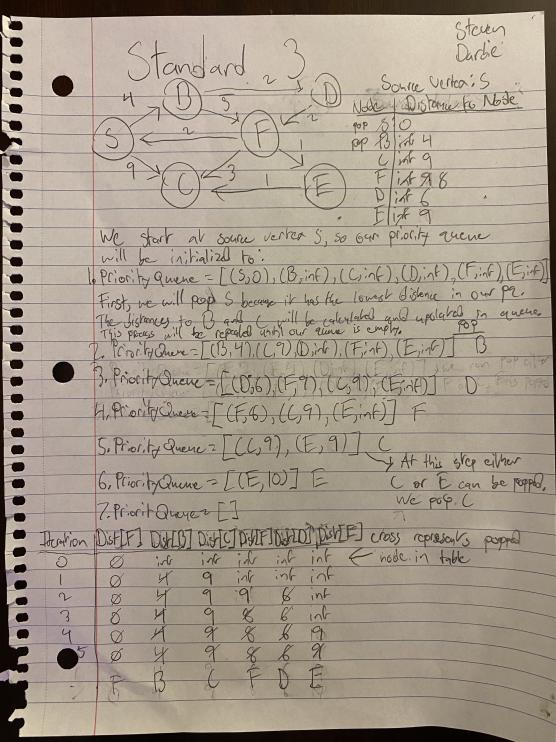 Steven
Darbie
Standard 3
Source Vertex: S
Node | Distance to Node
pop S | 0
pop B | inf 4
C | inf 9
F | inf 9 8
D | inf 6
E | inf 9
4 B 2 D
5 2
S 2 F
9 3 1
C 1 E
We start at source vertex S, so our priority queue
will be initialized to:
1. Priority Queue = [(S,0), (B,inf), (C,inf), (D,inf), (F,inf), (E,inf)]
First, we will pop S because it has the lowest distance in our pq.
The distances to B and C will be calculated and updated in queue.
This process will be repeated until our queue is empty.
pop
2. Priority Queue = [(B,4), (C,9), (D,inf), (F,inf), (E,inf)] B
3. Priority Queue = [(D,6), (F,9), (C,9), (E,inf)] D
4. Priority Queue = [(F,8), (C,9), (E,inf)] F
5. Priority Queue = [(C,9), (E,9)] C
At this step either
C or E can be popped.
We pop C
6. Priority Queue = [(E,10)] E
7. Priorit Queue = []
Iteration Dist[F] Dist[B] Dist[S] Dist[F] Dist[D] Dist[E] cross represents popped
node in table
0 0 inf inf inf inf inf
1 0 4 9 inf inf inf
2 0 4 9 9 6 inf
3 0 4 9 8 6 inf
4 0 4 9 8 6 9
5 0 4 9 8 6 9
F B C F D E